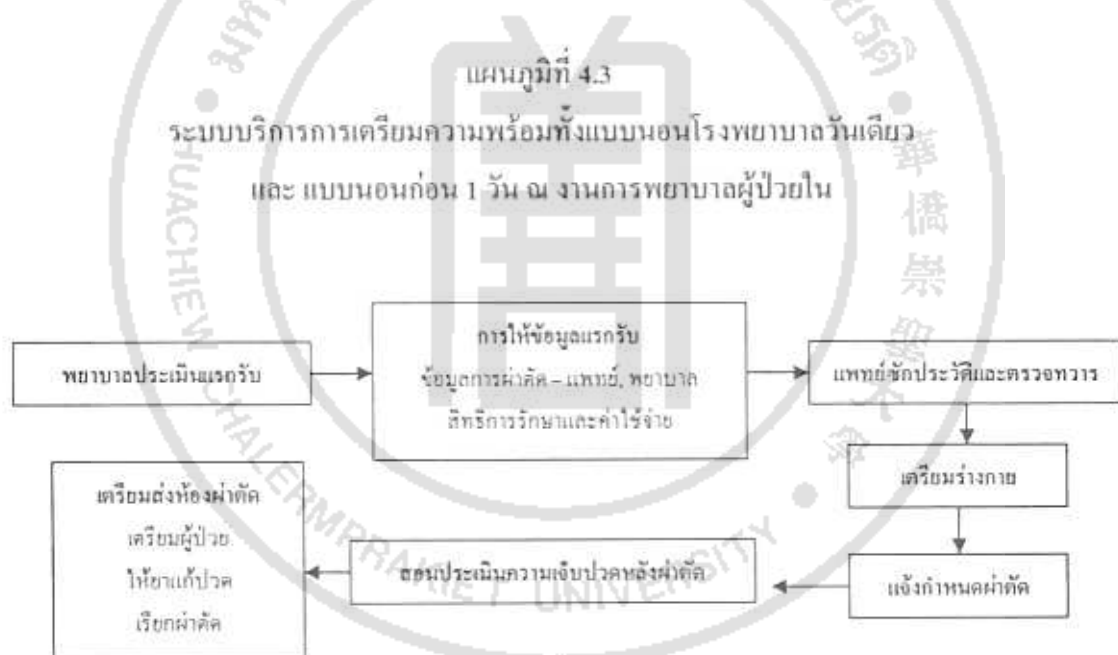 แผนภูมิที่ 4.3
ระบบบริการการเตรียมความพร้อมทั้งแบบนอนโรงพยาบาลวันเดียว
และ แบบนอนก่อน 1 วัน ณ งานการพยาบาลผู้ป่วยใน
พยาบาลประเมินแรกรับ
การให้ข้อมูลแรกรับ
ข้อมูลการผ่าตัด – แพทย์, พยาบาล
สิทธิการรักษาและค่าใช้จ่าย
แพทย์ซักประวัติและตรวจทวาร
เตรียมร่างกาย
แจ้งกำหนดผ่าตัด
สอนประเมินความเจ็บปวดหลังผ่าตัด
เตรียมส่งห้องผ่าตัด
เตรียมผู้ป่วย
ให้ยาแก้ปวด
เรียกผ่าตัด
HUACHIEW CHALERMPRAKIET UNIVERSITY
華僑崇聖大學